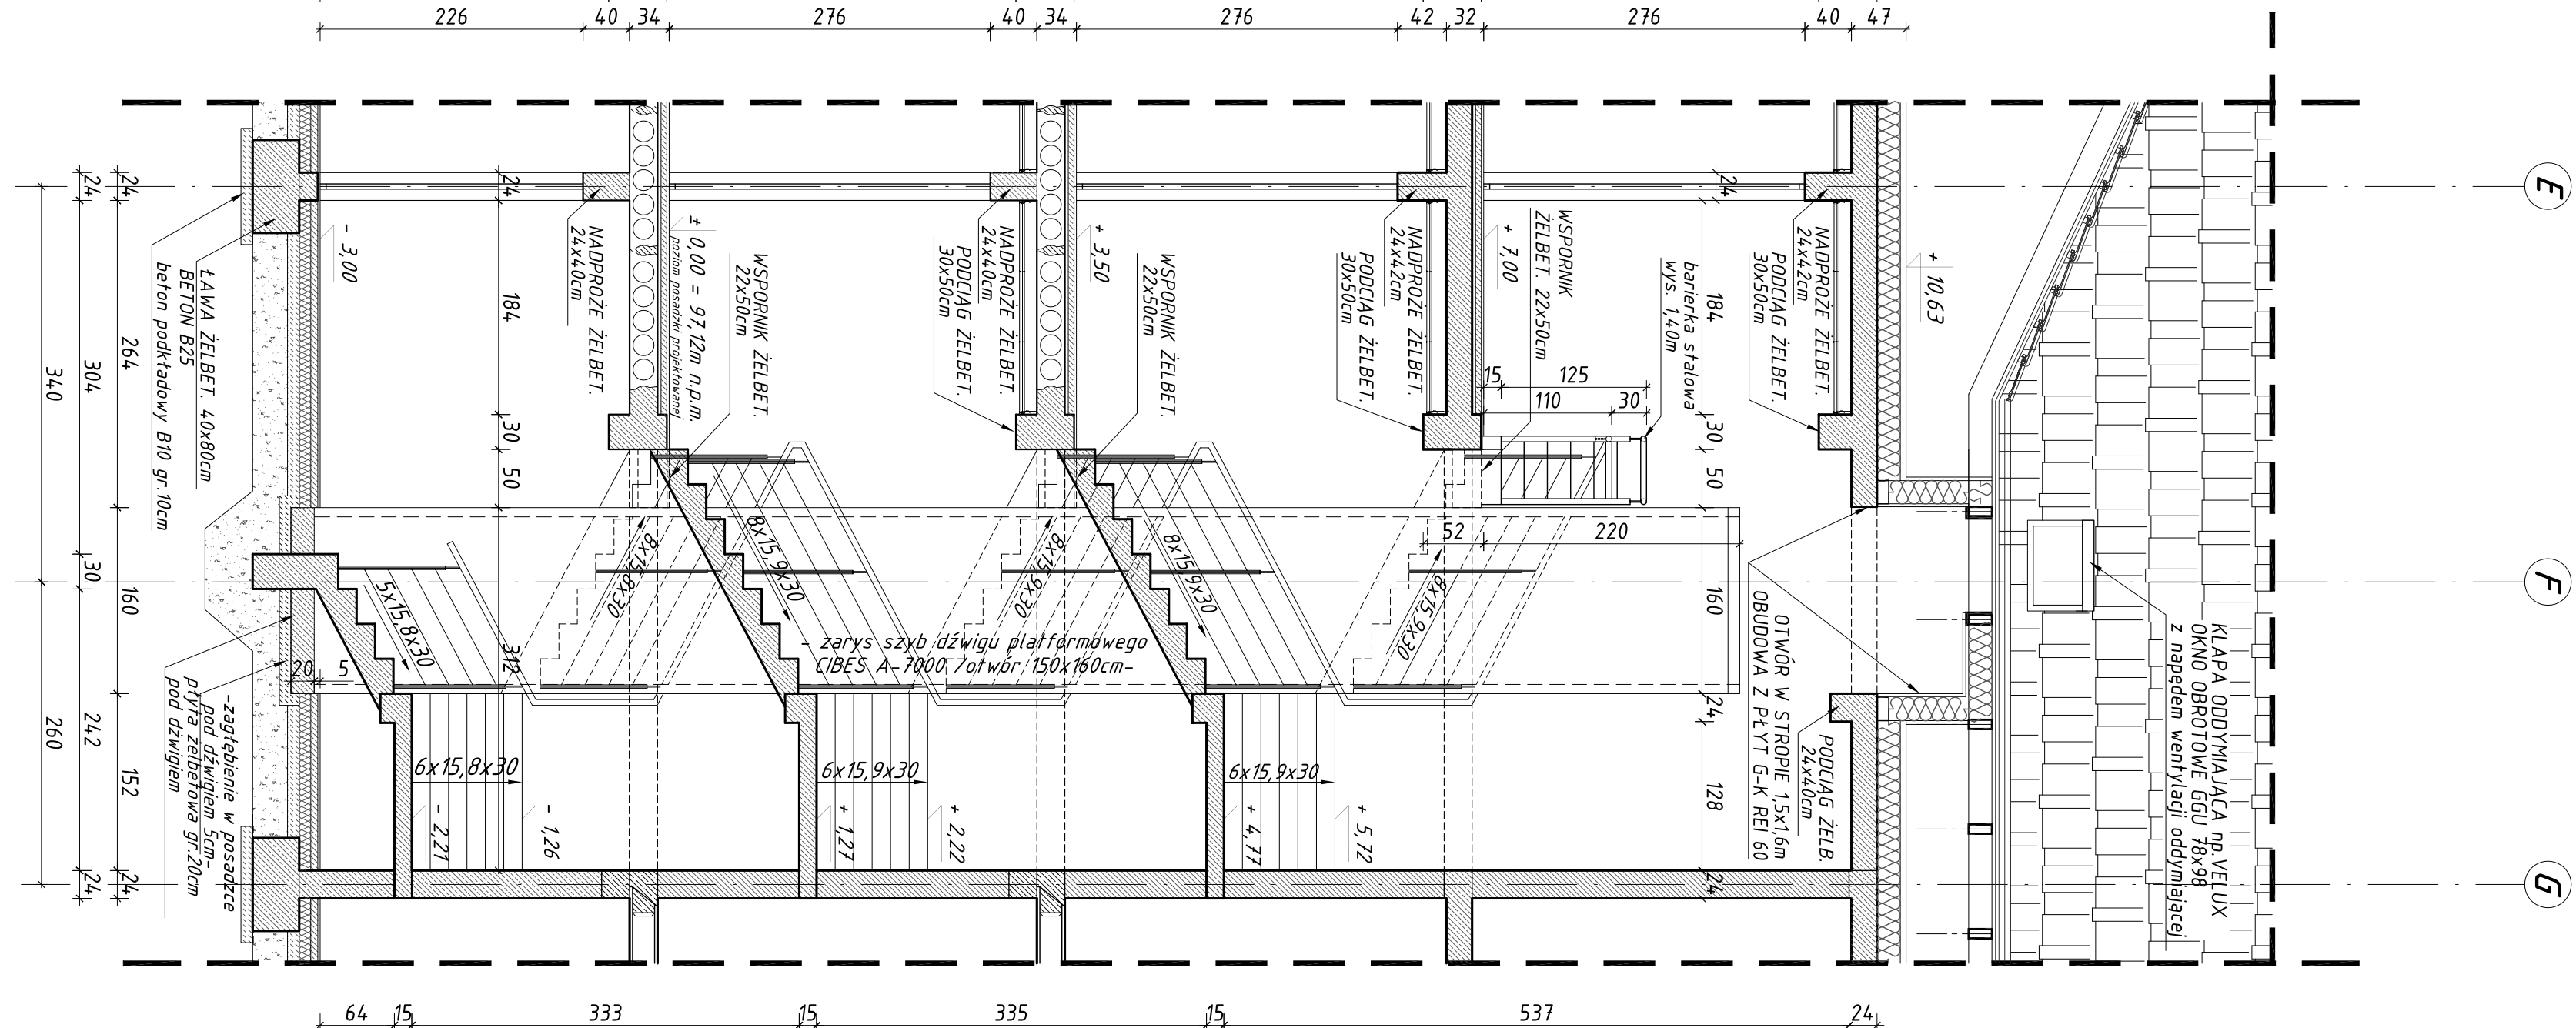 226
40
34
276
40
34
276
42
32
276
40
47
E
F
G
24
304
30
242
24
340
260
24
264
160
152
24
24
184
30
50
312
20
5
24
184
30
50
160
24
128
24
15
125
110
30
52
220
- 3,00
± 0,00 = 97,12m n.p.m.
poziom posadzki projektowanej
+ 3,50
+ 7,00
+ 10,63
NADPROŻE ŻELBET.
24x40cm
WSPORNIK ŻELBET.
22x50cm
NADPROŻE ŻELBET.
24x40cm
PODCIĄG ŻELBET.
30x50cm
WSPORNIK ŻELBET.
22x50cm
NADPROŻE ŻELBET.
24x42cm
PODCIĄG ŻELBET.
30x50cm
WSPORNIK
ŻELBET. 22x50cm
barierka stalowa
wys. 1,40m
NADPROŻE ŻELBET.
24x42cm
PODCIĄG ŻELBET.
30x50cm
ŁAWA ŻELBET. 40x80cm
BETON B25
beton podkładowy B10 gr.10cm
5x15,8x30
8x15,8x30
8x15,9x30
8x15,9x30
8x15,9x30
8x15,9x30
- zarys szyb dźwigu platformowego
CIBES A-7000 /otwór 150x160cm-
6x15,8x30
6x15,9x30
6x15,9x30
- 2,21
- 1,26
+ 1,27
+ 2,22
+ 4,77
+ 5,72
-zagłębienie w posadzce
pod dźwigiem 5cm-
płyta żelbetowa gr.20cm
pod dźwigiem
OTWÓR W STROPIE 1,5x1,6m
OBUDOWA Z PŁYT G-K REI 60
PODCIĄG ŻELB.
24x40cm
KLAPA ODDYMIAJĄCA np.VELUX
OKNO OBROTOWE GGU 78x98
z napędem wentylacji oddymiającej
64
15
333
15
335
15
537
24